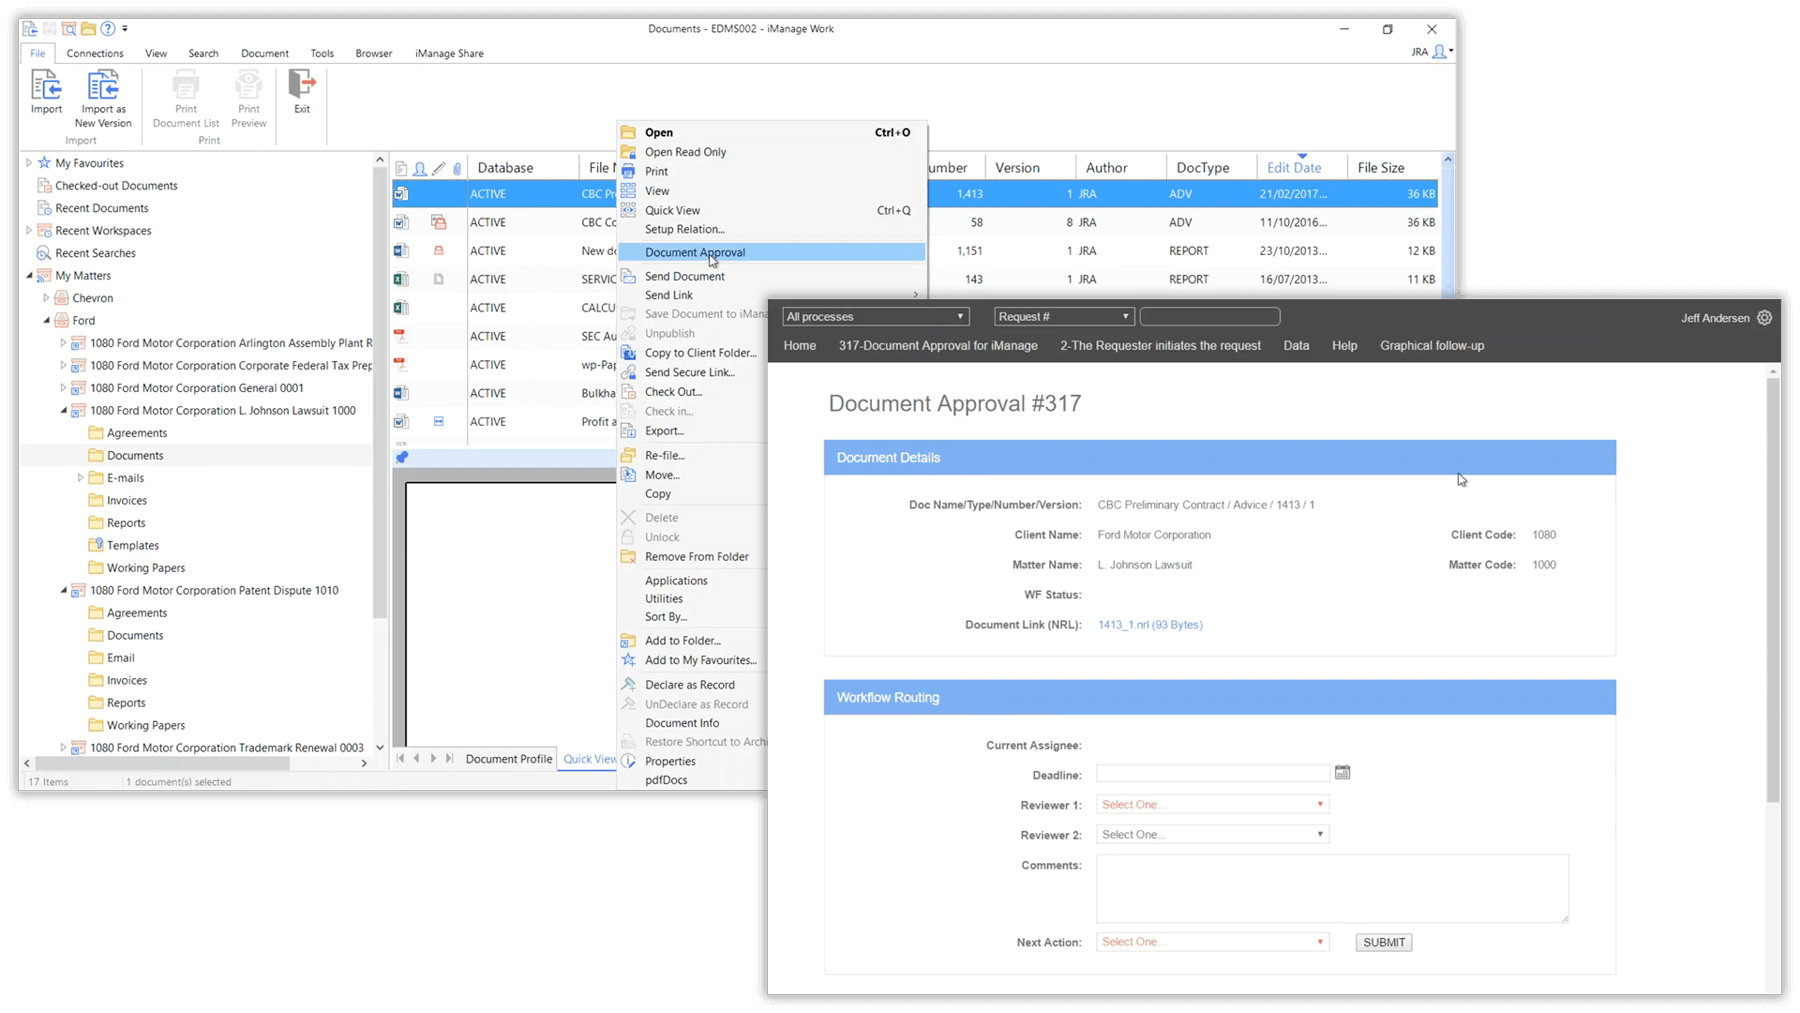 Documents - EDMS002 - iManage Work
File Connections View Search Document Tools Browser iManage Share
JRA
Import
Import as
New Version
Print
Document List
Print
Preview
Exit
Import
Print
My Favourites
Checked-out Documents
Recent Documents
Recent Workspaces
Recent Searches
My Matters
Chevron
Ford
1080 Ford Motor Corporation Arlington Assembly Plant R
1080 Ford Motor Corporation Corporate Federal Tax Prep
1080 Ford Motor Corporation General 0001
1080 Ford Motor Corporation L. Johnson Lawsuit 1000
Agreements
Documents
E-mails
Invoices
Reports
Templates
Working Papers
1080 Ford Motor Corporation Patent Dispute 1010
Agreements
Documents
Email
Invoices
Reports
Working Papers
1080 Ford Motor Corporation Trademark Renewal 0003
17 Items 1 document(s) selected
Database File N umber Version Author DocType Edit Date File Size
ACTIVE CBC Pr 1,413 1 JRA ADV 21/02/2017... 36 KB
ACTIVE CBC Co 58 8 JRA ADV 11/10/2016... 36 KB
ACTIVE New do 1,151 1 JRA REPORT 23/10/2013... 12 KB
ACTIVE SERVIC 143 1 JRA REPORT 16/07/2013... 11 KB
ACTIVE CALCU
ACTIVE SEC Au
ACTIVE wp-Pap
ACTIVE Bulkha
ACTIVE Profit a
Document Profile Quick View
Open Ctrl+O
Open Read Only
Print
View
Quick View Ctrl+Q
Setup Relation...
Document Approval
Send Document
Send Link
Save Document to iMana
Unpublish
Copy to Client Folder...
Send Secure Link...
Check Out...
Check in...
Export...
Re-file...
Move...
Copy
Delete
Unlock
Remove From Folder
Applications
Utilities
Sort By...
Add to Folder...
Add to My Favourites...
Declare as Record
UnDeclare as Record
Document Info
Restore Shortcut to Archi
Properties
pdfDocs
All processes Request # Jeff Andersen
Home 317-Document Approval for iManage 2-The Requester initiates the request Data Help Graphical follow-up
Document Approval #317
Document Details
Doc Name/Type/Number/Version: CBC Preliminary Contract / Advice / 1413 / 1
Client Name: Ford Motor Corporation Client Code: 1080
Matter Name: L. Johnson Lawsuit Matter Code: 1000
WF Status:
Document Link (NRL): 1413_1.nrl (93 Bytes)
Workflow Routing
Current Assignee:
Deadline:
Reviewer 1: Select One...
Reviewer 2: Select One...
Comments:
Next Action: Select One... SUBMIT